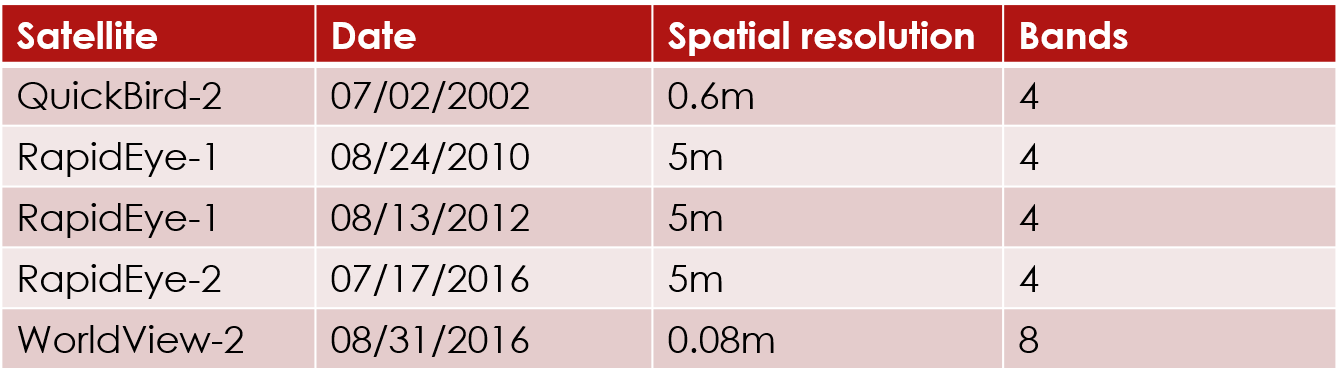 Satellite Date Spatial resolution Bands
QuickBird-2 07/02/2002 0.6m 4
RapidEye-1 08/24/2010 5m 4
RapidEye-1 08/13/2012 5m 4
RapidEye-2 07/17/2016 5m 4
WorldView-2 08/31/2016 0.08m 8